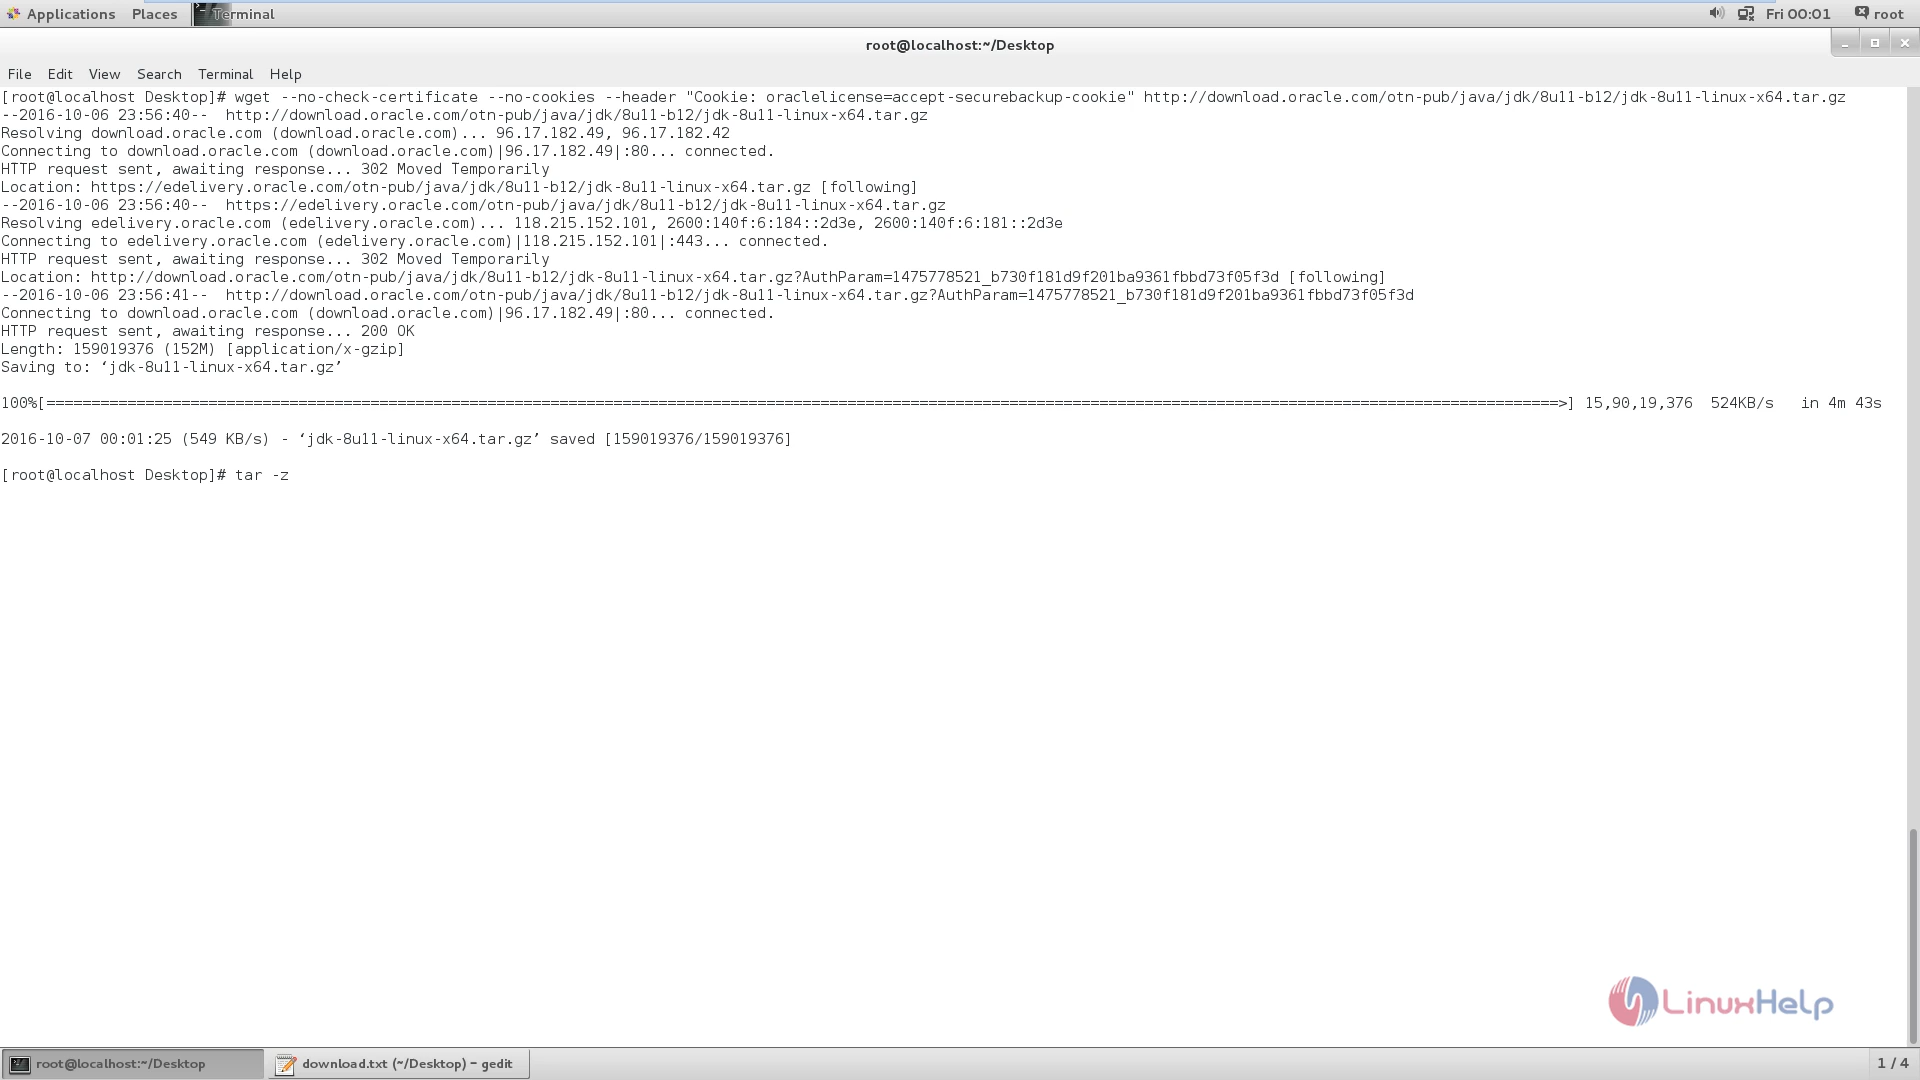 Applications Places Terminal Fri 00:01 root
root@localhost:~/Desktop
File Edit View Search Terminal Help
[root@localhost Desktop]# wget --no-check-certificate --no-cookies --header "Cookie: oraclelicense=accept-securebackup-cookie" http://download.oracle.com/otn-pub/java/jdk/8u11-b12/jdk-8u11-linux-x64.tar.gz
--2016-10-06 23:56:40--  http://download.oracle.com/otn-pub/java/jdk/8u11-b12/jdk-8u11-linux-x64.tar.gz
Resolving download.oracle.com (download.oracle.com)... 96.17.182.49, 96.17.182.42
Connecting to download.oracle.com (download.oracle.com)|96.17.182.49|:80... connected.
HTTP request sent, awaiting response... 302 Moved Temporarily
Location: https://edelivery.oracle.com/otn-pub/java/jdk/8u11-b12/jdk-8u11-linux-x64.tar.gz [following]
--2016-10-06 23:56:40--  https://edelivery.oracle.com/otn-pub/java/jdk/8u11-b12/jdk-8u11-linux-x64.tar.gz
Resolving edelivery.oracle.com (edelivery.oracle.com)... 118.215.152.101, 2600:140f:6:184::2d3e, 2600:140f:6:181::2d3e
Connecting to edelivery.oracle.com (edelivery.oracle.com)|118.215.152.101|:443... connected.
HTTP request sent, awaiting response... 302 Moved Temporarily
Location: http://download.oracle.com/otn-pub/java/jdk/8u11-b12/jdk-8u11-linux-x64.tar.gz?AuthParam=1475778521_b730f181d9f201ba9361fbbd73f05f3d [following]
--2016-10-06 23:56:41--  http://download.oracle.com/otn-pub/java/jdk/8u11-b12/jdk-8u11-linux-x64.tar.gz?AuthParam=1475778521_b730f181d9f201ba9361fbbd73f05f3d
Connecting to download.oracle.com (download.oracle.com)|96.17.182.49|:80... connected.
HTTP request sent, awaiting response... 200 OK
Length: 159019376 (152M) [application/x-gzip]
Saving to: ‘jdk-8u11-linux-x64.tar.gz’
100%[========================================================================================================================================================================>] 15,90,19,376  524KB/s   in 4m 43s
2016-10-07 00:01:25 (549 KB/s) - ‘jdk-8u11-linux-x64.tar.gz’ saved [159019376/159019376]
[root@localhost Desktop]# tar -z
LinuxHelp
root@localhost:~/Desktop download.txt (~/Desktop) - gedit 1 / 4